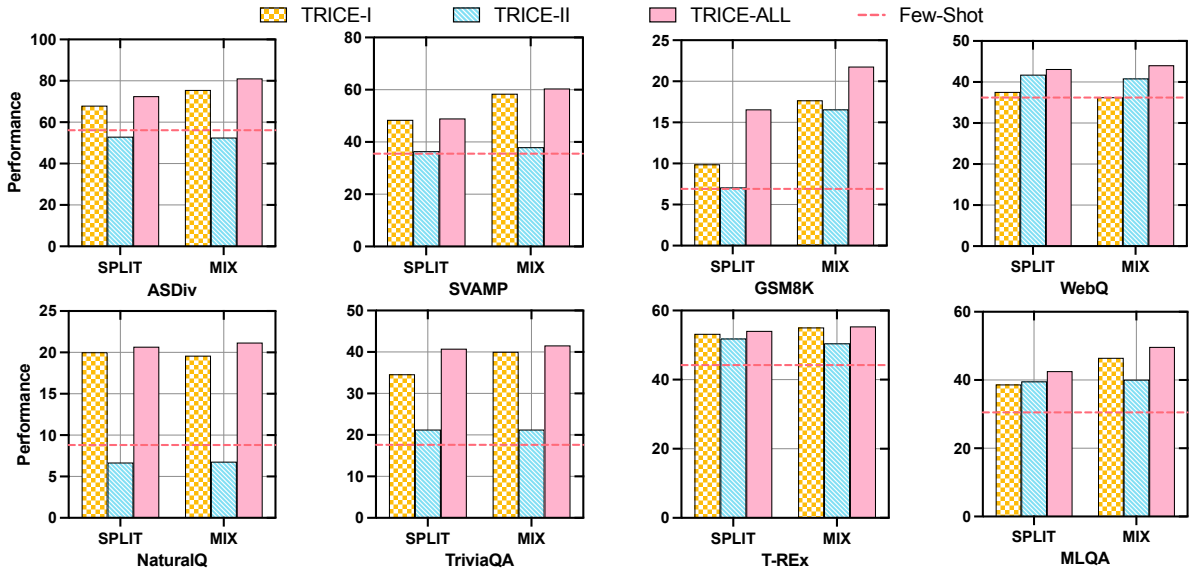 TRICE-I TRICE-II TRICE-ALL Few-Shot
Performance
100
80
60
40
20
0
SPLIT MIX
ASDiv
80
60
40
20
0
SPLIT MIX
SVAMP
25
20
15
10
5
0
SPLIT MIX
GSM8K
50
40
30
20
10
0
SPLIT MIX
WebQ
Performance
25
20
15
10
5
0
SPLIT MIX
NaturalQ
50
40
30
20
10
0
SPLIT MIX
TriviaQA
60
40
20
0
SPLIT MIX
T-REx
60
40
20
0
SPLIT MIX
MLQA